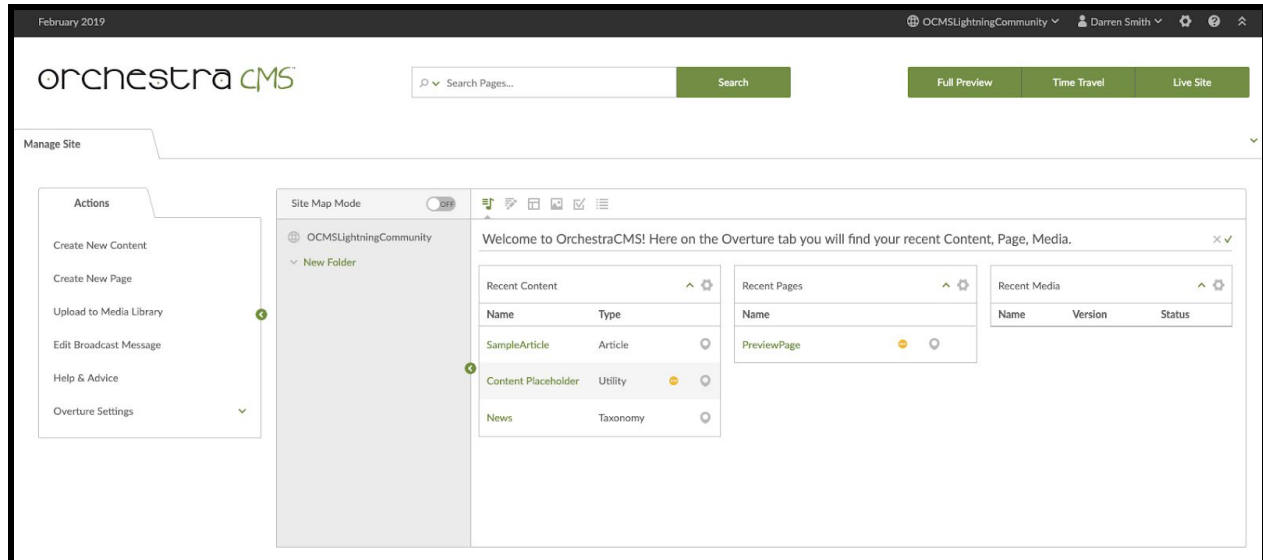 February 2019
OCMSLightningCommunity
Darren Smith
orchestra CMS
Search Pages...
Search
Full Preview
Time Travel
Live Site
Manage Site
Actions
Create New Content
Create New Page
Upload to Media Library
Edit Broadcast Message
Help & Advice
Overture Settings
Site Map Mode
OFF
OCMSLightningCommunity
New Folder
Welcome to OrchestraCMS! Here on the Overture tab you will find your recent Content, Page, Media.
Recent Content
Name Type
SampleArticle Article
Content Placeholder Utility
News Taxonomy
Recent Pages
Name
PreviewPage
Recent Media
Name Version Status